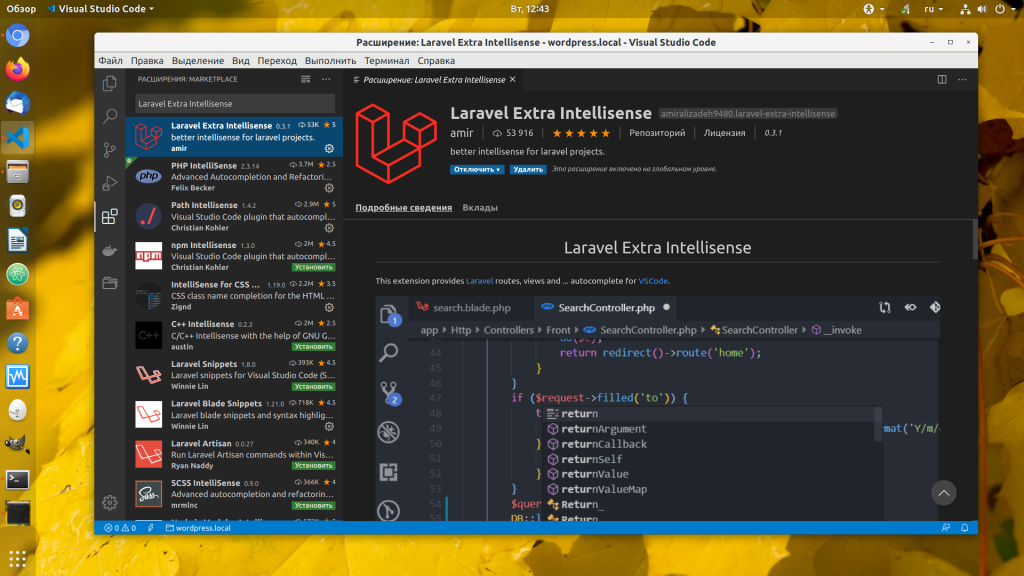 Обзор Visual Studio Code Вт, 12:43 ru
Расширение: Laravel Extra Intellisense - wordpress.local - Visual Studio Code
Файл Правка Выделение Вид Переход Выполнить Терминал Справка
РАСШИРЕНИЯ: MARKETPLACE
Laravel Extra Intellisense
Laravel Extra Intellisense 0.3.1 53K 5
better intellisense for laravel projects.
amir
PHP IntelliSense 2.3.14 3.7M 2.5
Advanced Autocompletion and Refactori...
Felix Becker
Path Intellisense 1.4.2 2.9M 5
Visual Studio Code plugin that autocompl...
Christian Kohler
npm Intellisense 1.3.0 2M 4.5
Visual Studio Code plugin that autocompl...
Christian Kohler Установить
IntelliSense for CSS ... 1.19.0 2.2M 3.5
CSS class name completion for the HTML ...
Zignd
C++ Intellisense 0.2.2 2M 2.5
C/C++ Intellisense with the help of GNU G...
austin Установить
Laravel Snippets 1.8.0 393K 4.5
Laravel snippets for Visual Studio Code (S...
Winnie Lin Установить
Laravel Blade Snippets 1.21.0 718K 4.5
Laravel blade snippets and syntax highlig...
Winnie Lin
Laravel Artisan 0.0.27 340K 4
Run Laravel Artisan commands within Vis...
Ryan Naddy Установить
SCSS IntelliSense 0.9.0 366K 4
Advanced autocompletion and refactorin...
mrmlnc Установить
Расширение: Laravel Extra Intellisense
Laravel Extra Intellisense amiralizadeh9480.laravel-extra-intellisense
amir 53 916 Репозиторий Лицензия 0.3.1
better intellisense for laravel projects.
Отключить Удалить Это расширение включено на глобальном уровне.
Подробные сведения Вклады
Laravel Extra Intellisense
This extension provides Laravel routes, views and ... autocomplete for VSCode.
search.blade.php SearchController.php
app Http Controllers Front SearchController.php SearchController __invoke
44 return redirect()->route('home');
45 }
46 }
47 if ($request->filled('to')) {
48 t return
49 returnArgument mat('Y/m/
50 } returnCallback
51 returnSelf
52 } returnValue
53 } returnValueMap
54 $quer Return_
55 DB::l Return
1
2
php
npm
C++
Sass
0 0 wordpress.local